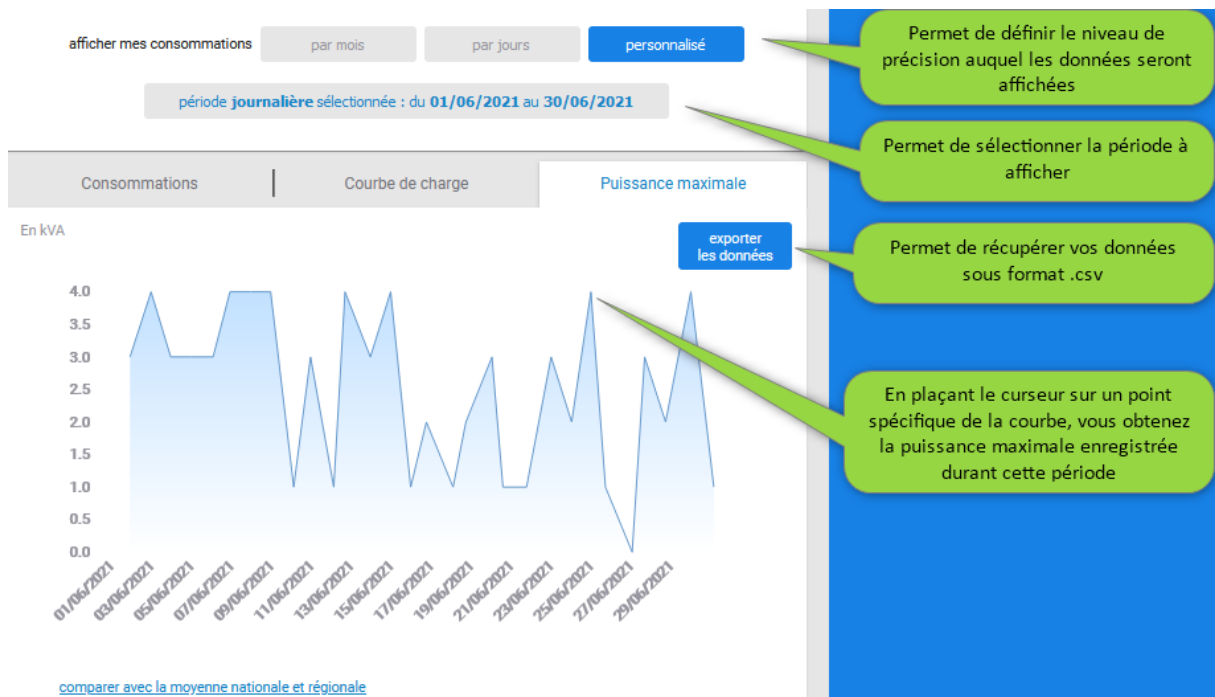 afficher mes consommations
par mois
par jours
personnalisé
Permet de définir le niveau de
précision auquel les données seront
affichées
période journalière sélectionnée : du 01/06/2021 au 30/06/2021
Permet de sélectionner la période à
afficher
Consommations
Courbe de charge
Puissance maximale
En kVA
exporter
les données
Permet de récupérer vos données
sous format .csv
4.0
3.5
3.0
2.5
2.0
1.5
1.0
0.5
0.0
En plaçant le curseur sur un point
spécifique de la courbe, vous obtenez
la puissance maximale enregistrée
durant cette période
01/06/2021
03/06/2021
05/06/2021
07/06/2021
09/06/2021
11/06/2021
13/06/2021
15/06/2021
17/06/2021
19/06/2021
21/06/2021
23/06/2021
25/06/2021
27/06/2021
29/06/2021
comparer avec la moyenne nationale et régionale